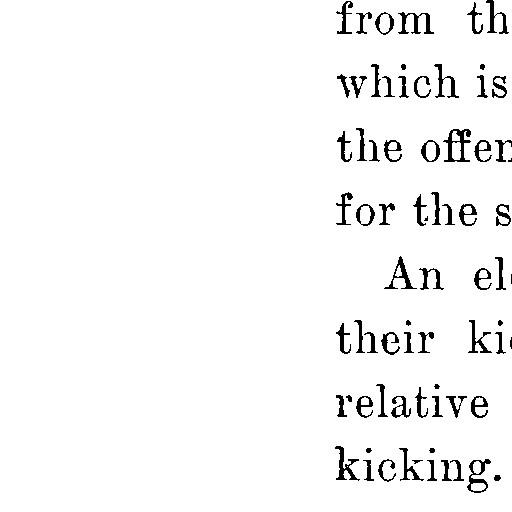 from th
which is
the offen
for the s
An el
their ki
relative
kicking.